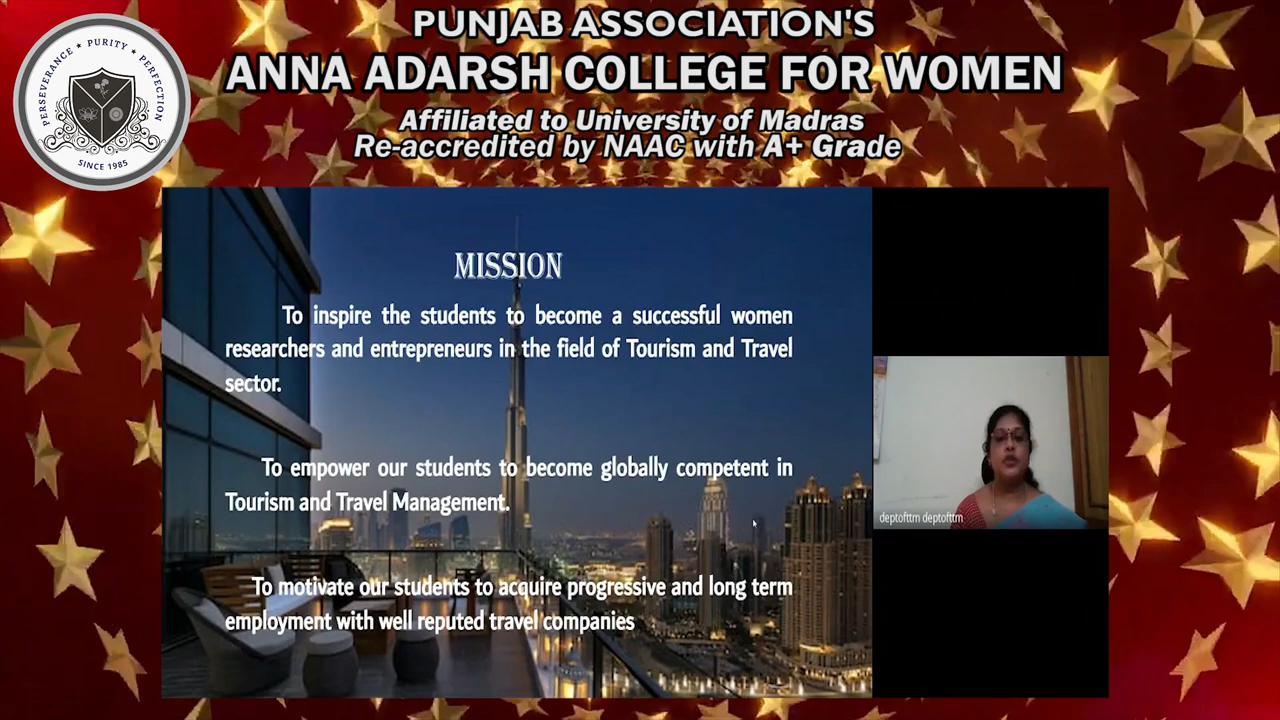 PUNJAB ASSOCIATION'S
ANNA ADARSH COLLEGE FOR WOMEN
Affiliated to University of Madras
Re-accredited by NAAC with A+ Grade
PERSEVERANCE ★ PURITY ★ PERFECTION
SINCE 1985
MISSION
To inspire the students to become a successful women
researchers and entrepreneurs in the field of Tourism and Travel
sector.
To empower our students to become globally competent in
Tourism and Travel Management.
To motivate our students to acquire progressive and long term
employment with well reputed travel companies
deptofttm deptofttm